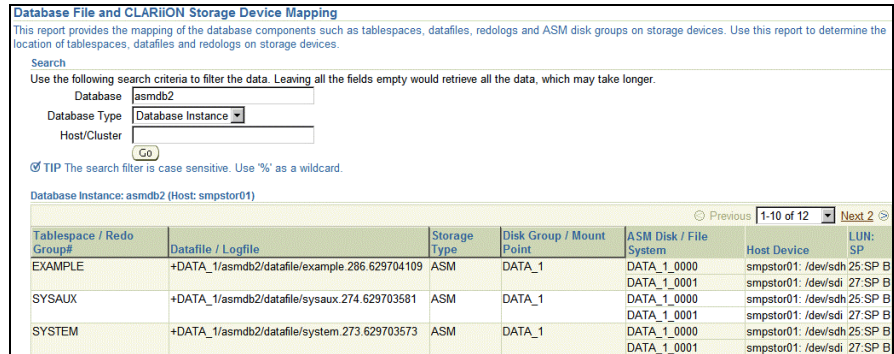 Database File and CLARiiON Storage Device Mapping
This report provides the mapping of the database components such as tablespaces, datafiles, redologs and ASM disk groups on storage devices. Use this report to determine the
location of tablespaces, datafiles and redologs on storage devices.
Search
Use the following search criteria to filter the data. Leaving all the fields empty would retrieve all the data, which may take longer.
Database asmdb2
Database Type Database Instance
Host/Cluster
Go
TIP The search filter is case sensitive. Use '%' as a wildcard.
Database Instance: asmdb2 (Host: smpstor01)
Previous 1-10 of 12 Next 2
Tablespace / Redo Group# Datafile / Logfile Storage Type Disk Group / Mount Point ASM Disk / File System Host Device LUN: SP
EXAMPLE +DATA_1/asmdb2/datafile/example.286.629704109 ASM DATA_1 DATA_1_0000 smpstor01: /dev/sdh 25:SP B
DATA_1_0001 smpstor01: /dev/sdi 27:SP B
SYSAUX +DATA_1/asmdb2/datafile/sysaux.274.629703581 ASM DATA_1 DATA_1_0000 smpstor01: /dev/sdh 25:SP B
DATA_1_0001 smpstor01: /dev/sdi 27:SP B
SYSTEM +DATA_1/asmdb2/datafile/system.273.629703573 ASM DATA_1 DATA_1_0000 smpstor01: /dev/sdh 25:SP B
DATA_1_0001 smpstor01: /dev/sdi 27:SP B